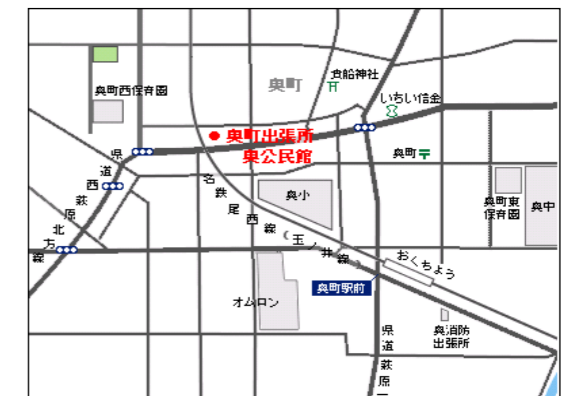 奥町
貴船神社
いちい信金
奥町西保育園
奥町出張所
奥公民館
奥町〒
県道西萩原北方線
名鉄尾西線(玉ノ井線)
奥小
奥町東
保育園
奥中
おくちょう
奥町駅前
オムロン
奥消防
出張所
県道萩原